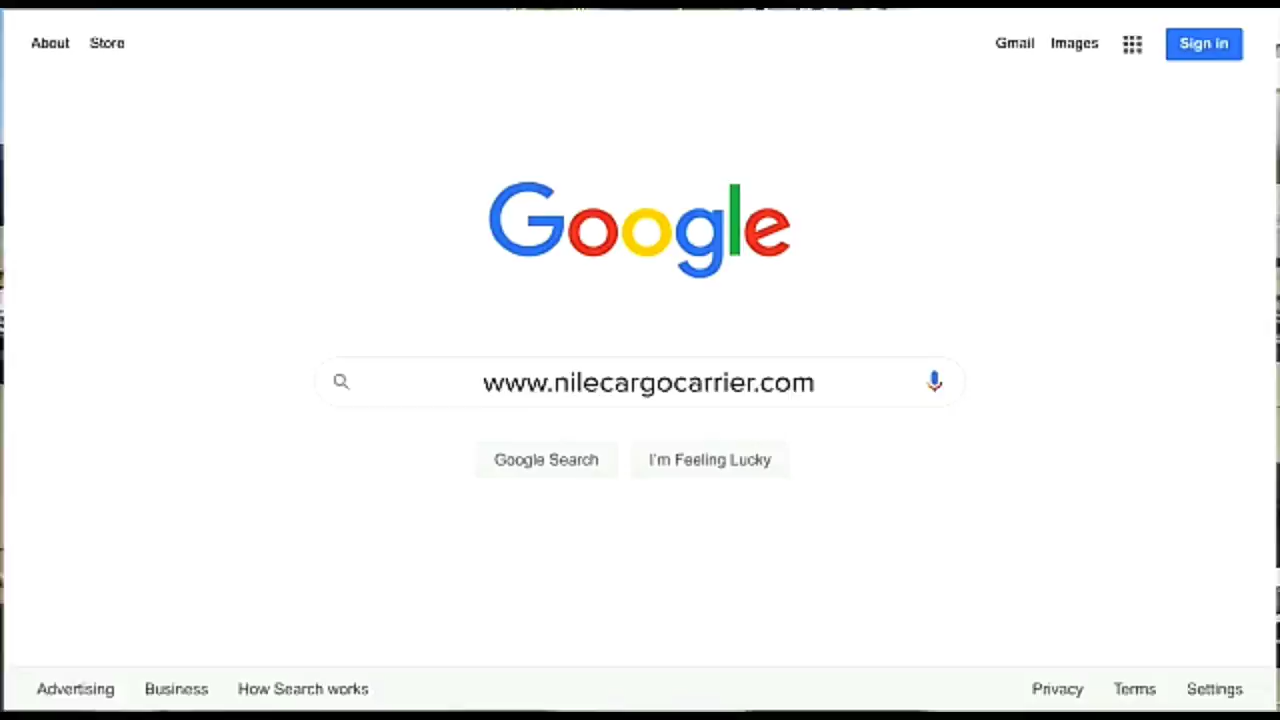 About Store Gmail Images Sign in
Google
www.nilecargocarrier.com
Google Search I'm Feeling Lucky
Advertising Business How Search works Privacy Terms Settings